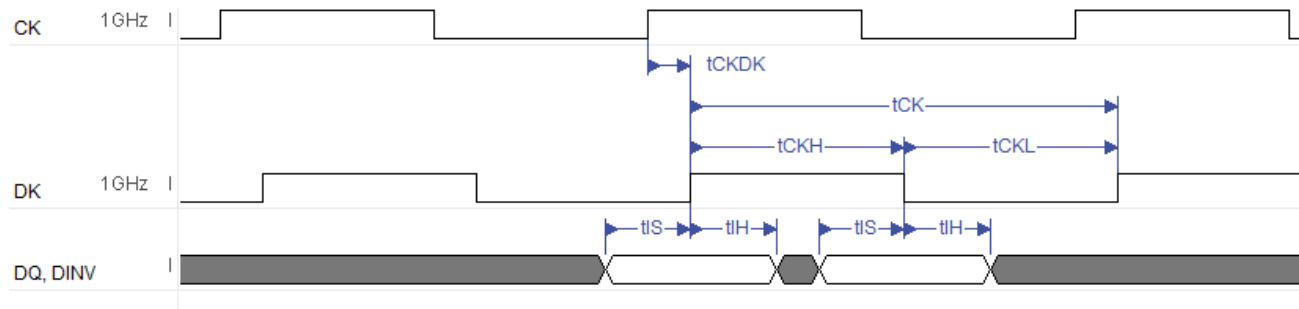 CK 1GHz I
tCKDK
tCK
tCKH tCKL
DK 1GHz I
tIS tIH tIS tIH
DQ, DINV I